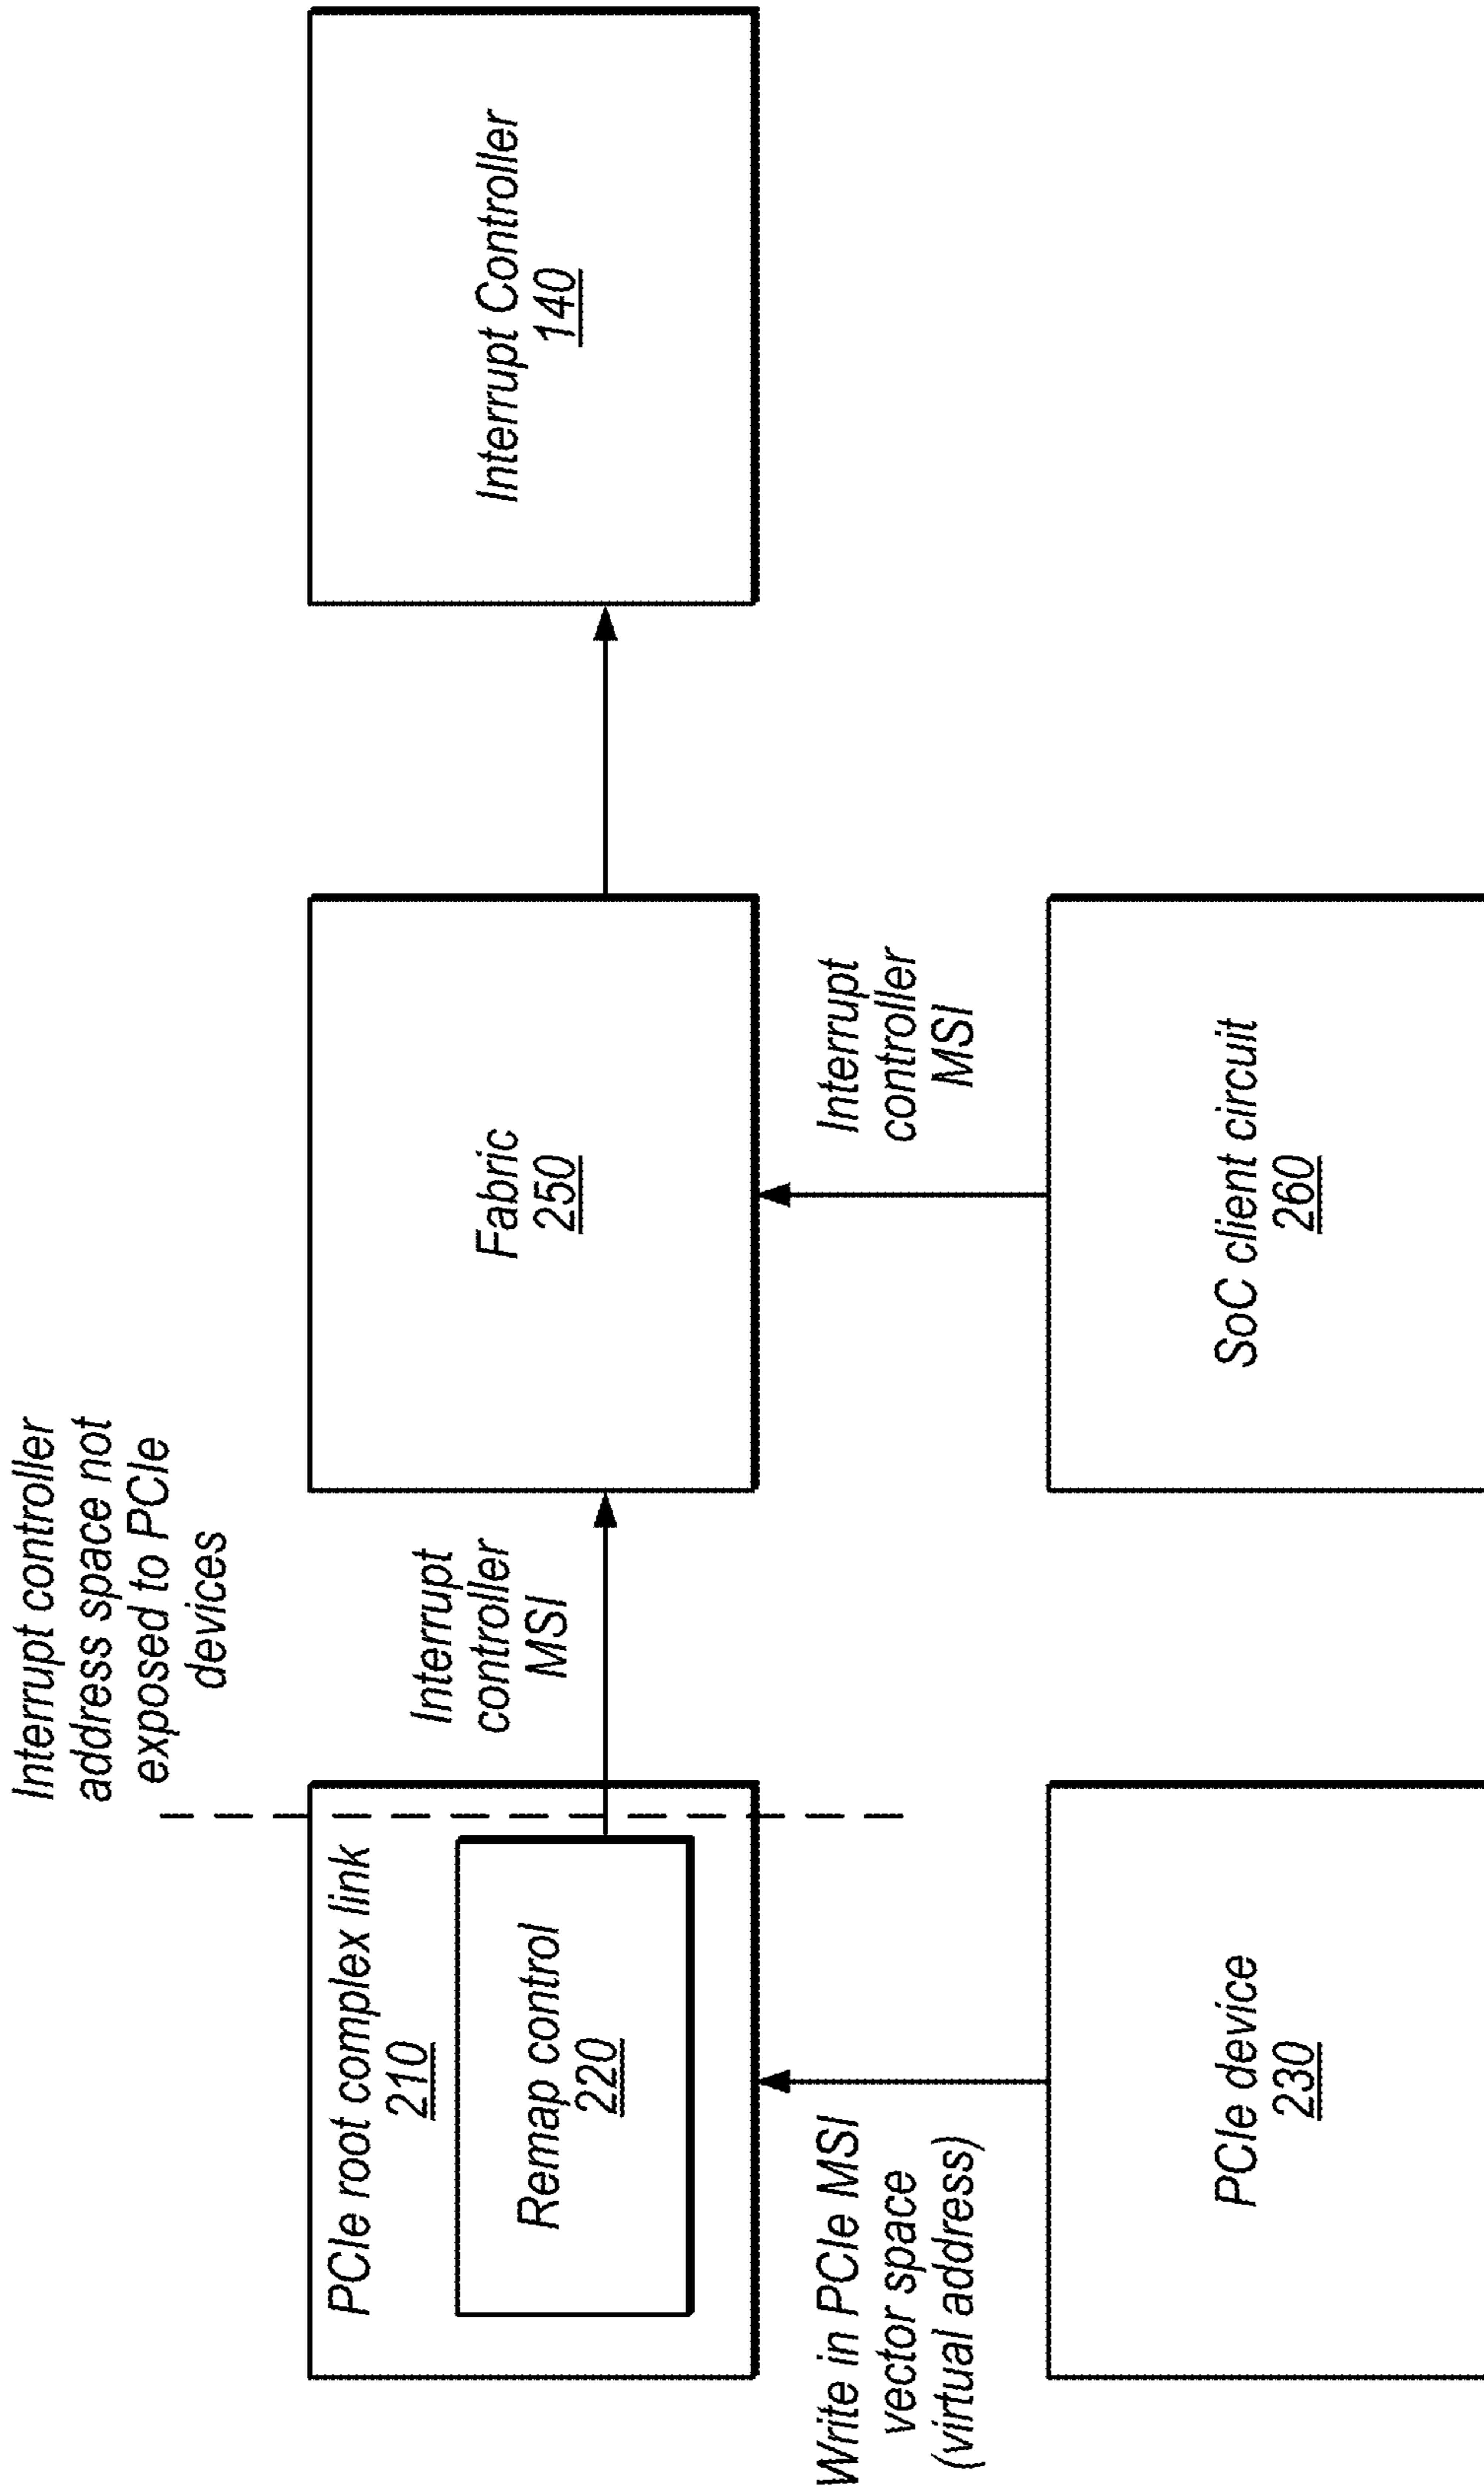 Interrupt controller
address space not
exposed to PCIe
devices
PCIe root complex link
210
Remap control
220
Interrupt
controller
MSI
Fabric
250
Interrupt Controller
140
Write in PCIe MSI
vector space
(virtual address)
Interrupt
controller
MSI
PCIe device
230
SoC client circuit
260